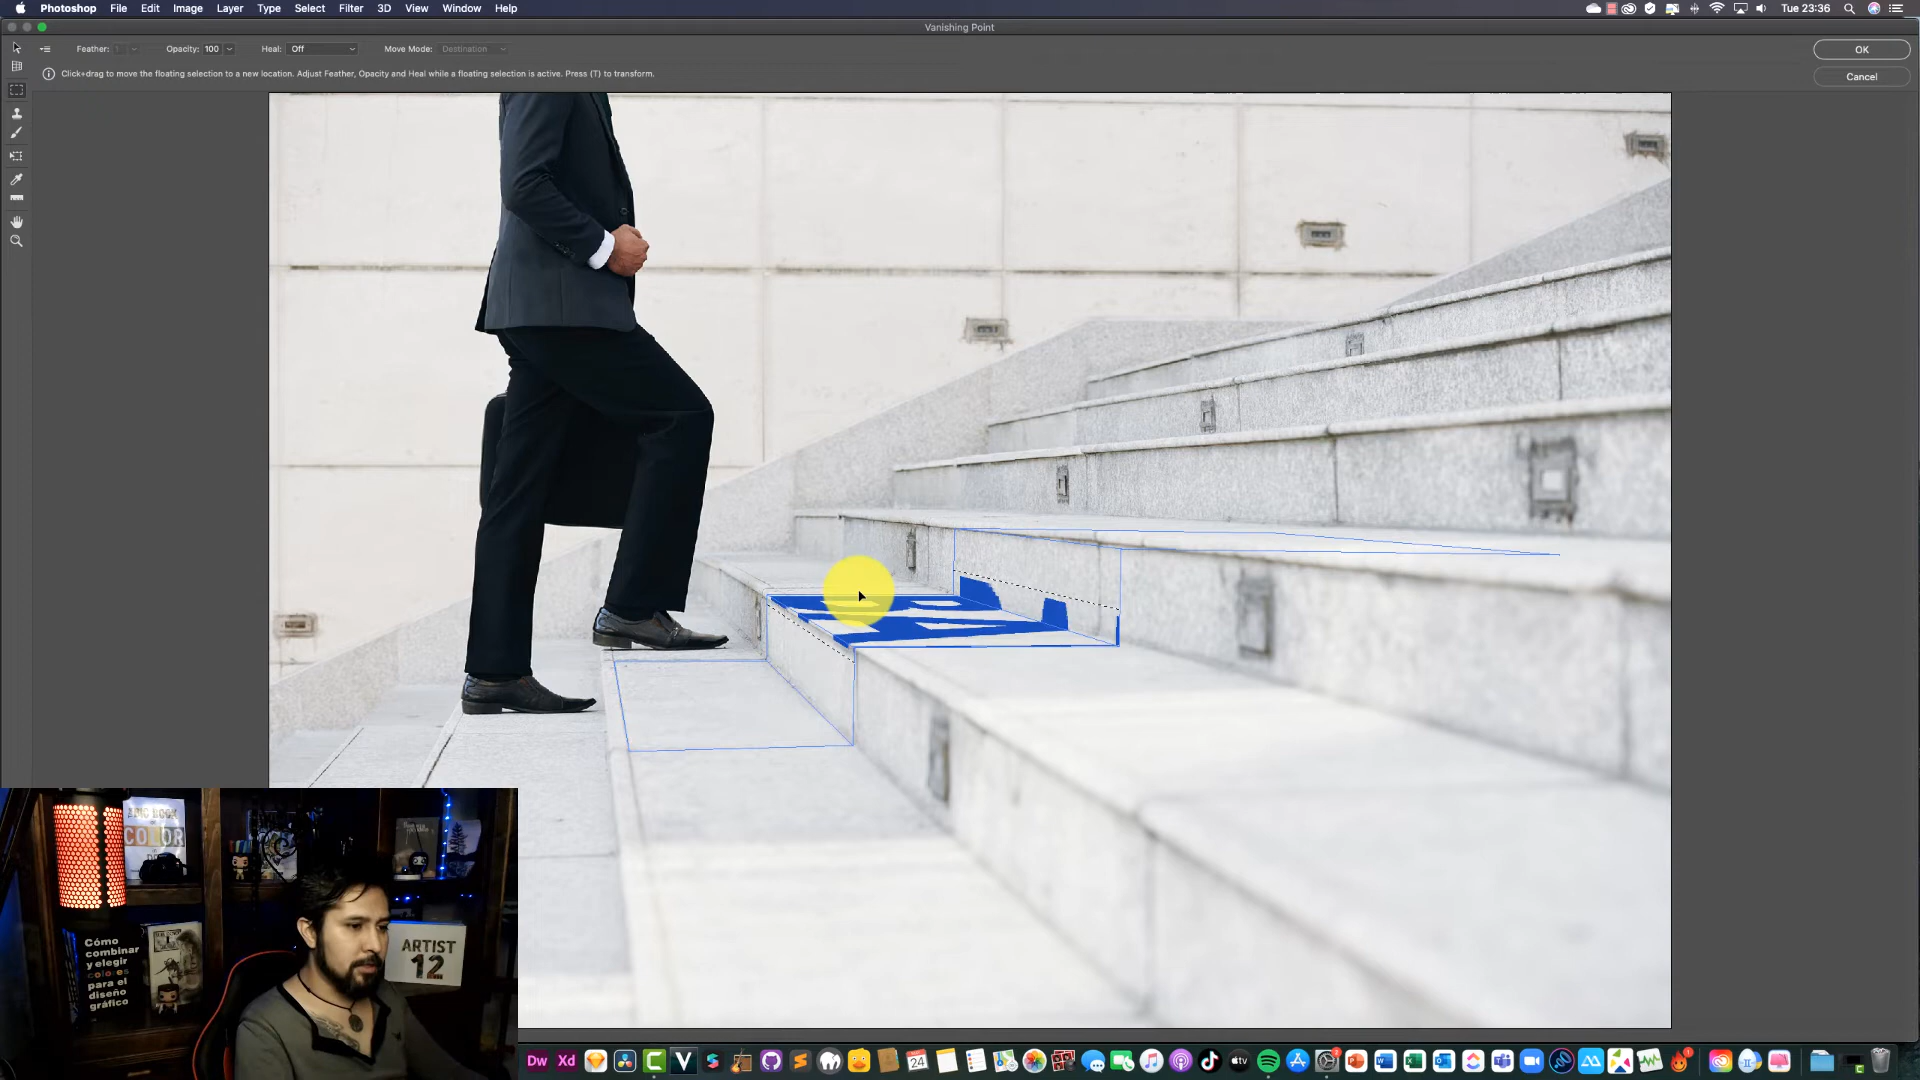 Photoshop File Edit Image Layer Type Select Filter 3D View Window Help
Tue 23:36
Vanishing Point
Feather: 1 Opacity: 100 Heal: Off Move Mode: Destination
OK
Click+drag to move the floating selection to a new location. Adjust Feather, Opacity and Heal while a floating selection is active. Press (T) to transform.
Cancel
COLOR
ARTIST
12
Cómo
combinar
y elegir
colores
para el
diseño
gráfico
Dw Xd
24
tv